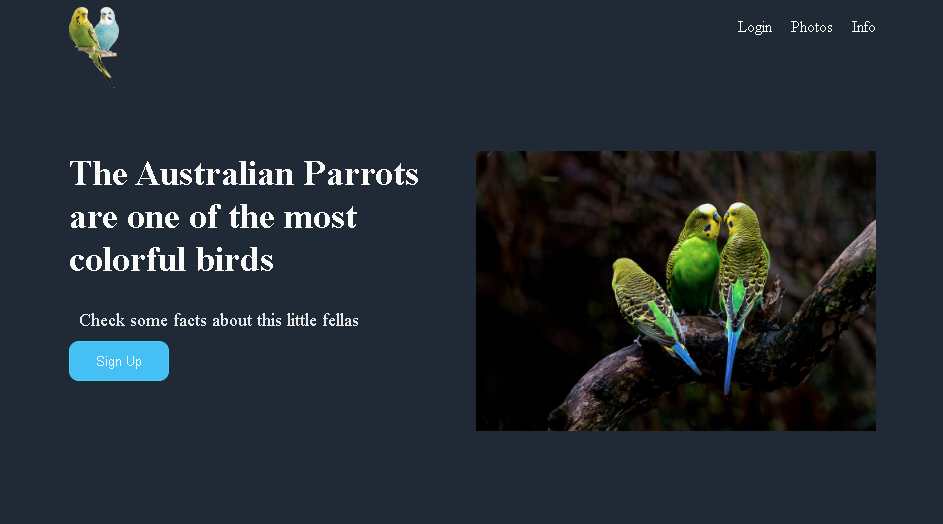 Login Photos Info
The Australian Parrots
are one of the most
colorful birds
Check some facts about this little fellas
Sign Up